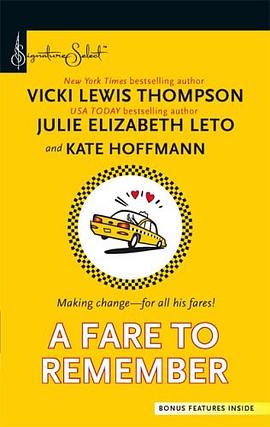 Signature Select™
New York Times bestselling author
VICKI LEWIS THOMPSON
USA TODAY bestselling author
JULIE ELIZABETH LETO
and KATE HOFFMANN
Making change—for all his fares!
A FARE TO
REMEMBER
BONUS FEATURES INSIDE